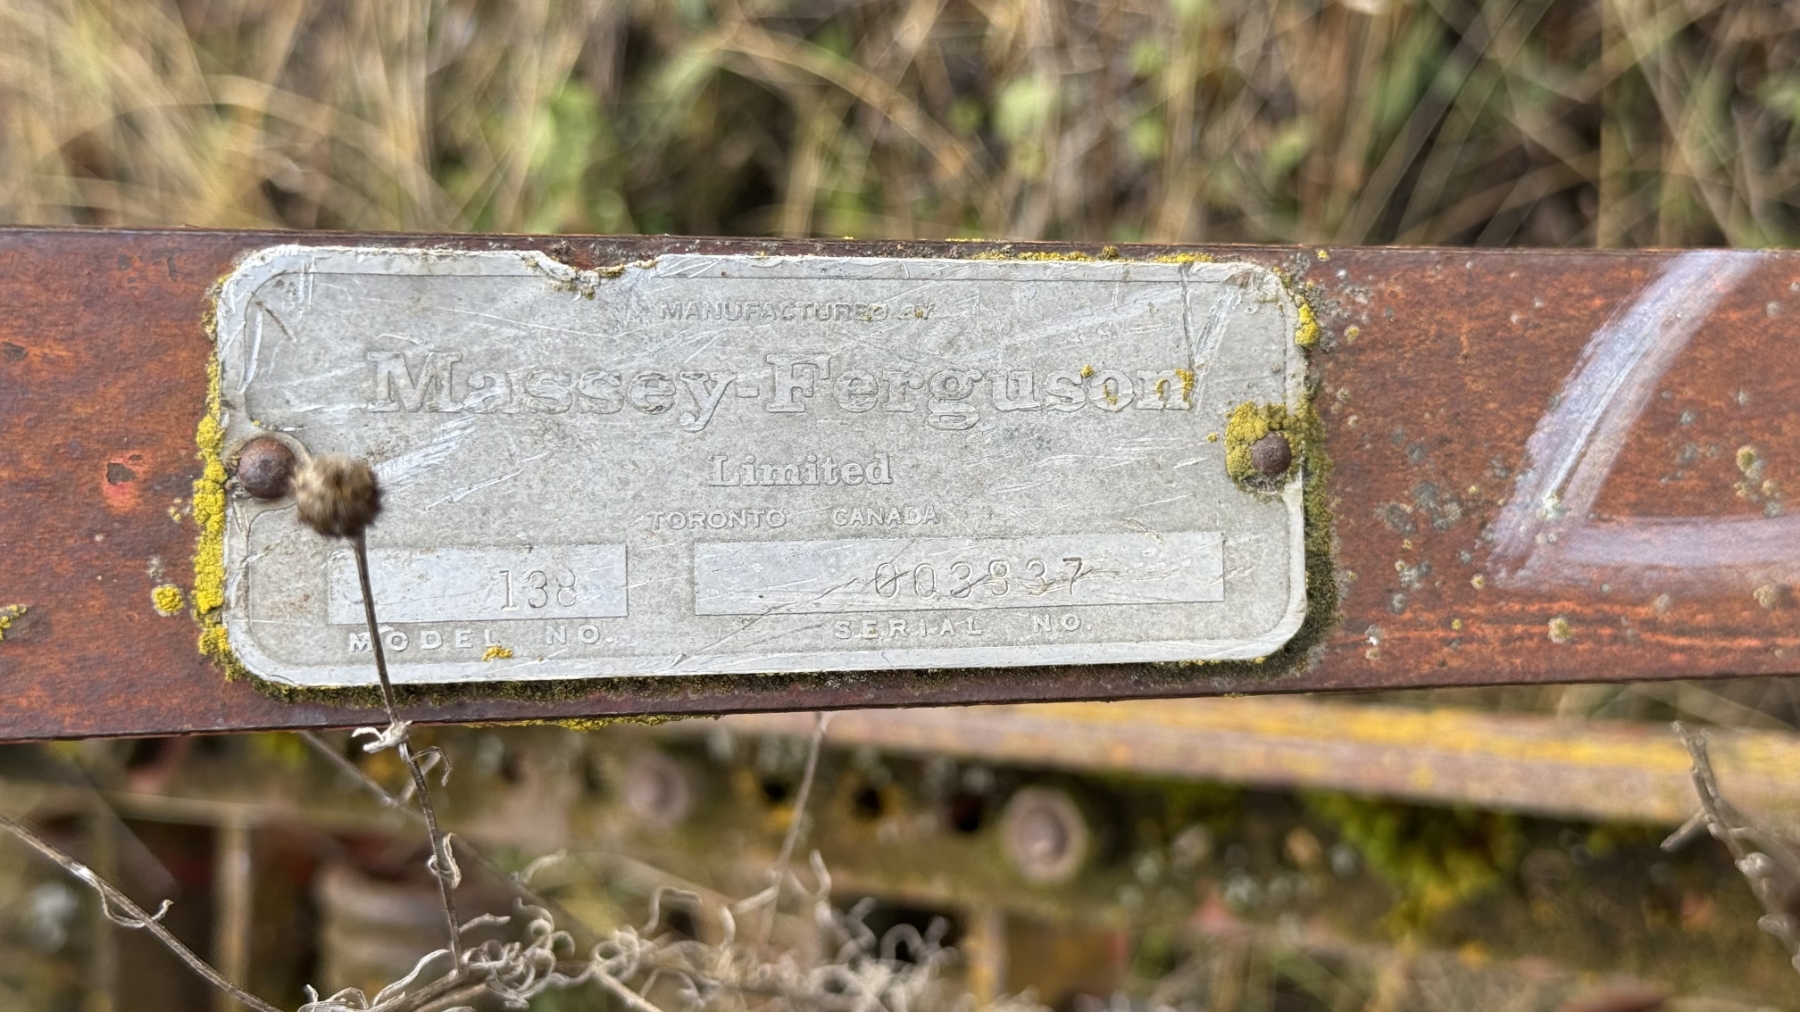 MANUFACTURED BY
Massey-Ferguson
Limited
TORONTO CANADA
138 003837
MODEL NO. SERIAL NO.